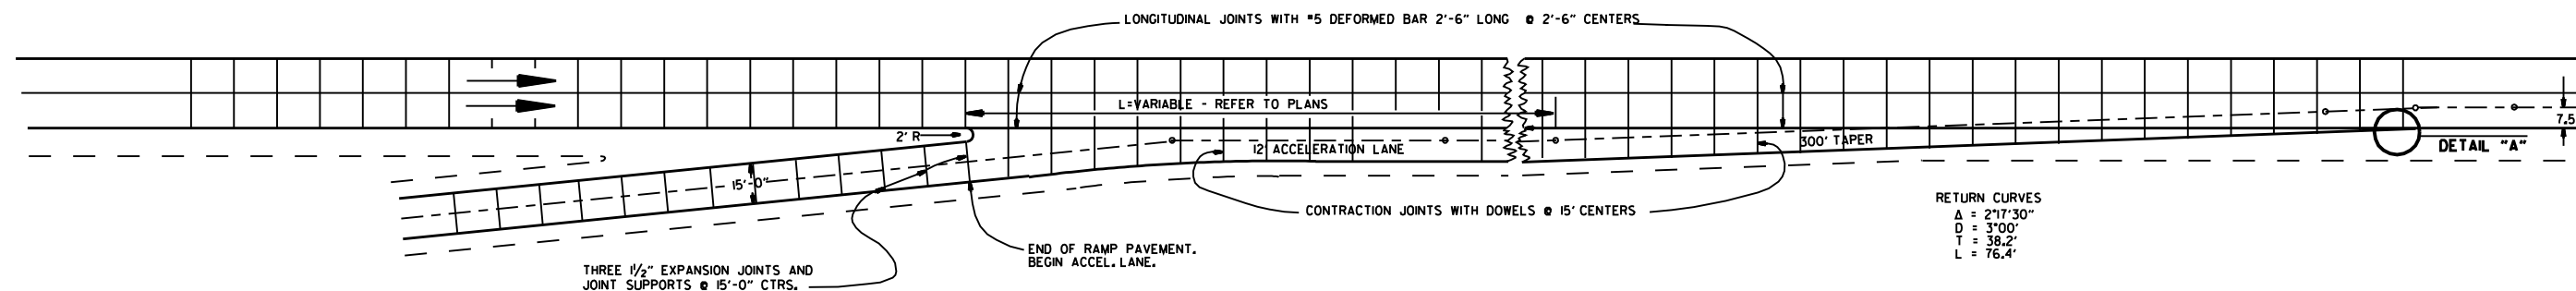 LONGITUDINAL JOINTS WITH #5 DEFORMED BAR 2'-6" LONG @ 2'-6" CENTERS
L=VARIABLE - REFER TO PLANS
2' R
12' ACCELERATION LANE
300' TAPER
7.5
DETAIL "A"
15'-0"
CONTRACTION JOINTS WITH DOWELS @ 15' CENTERS
RETURN CURVES
Δ = 2°17'30"
D = 3°00'
T = 38.2'
L = 76.4'
END OF RAMP PAVEMENT.
BEGIN ACCEL. LANE.
THREE 1½" EXPANSION JOINTS AND
JOINT SUPPORTS @ 15'-0" CTRS.